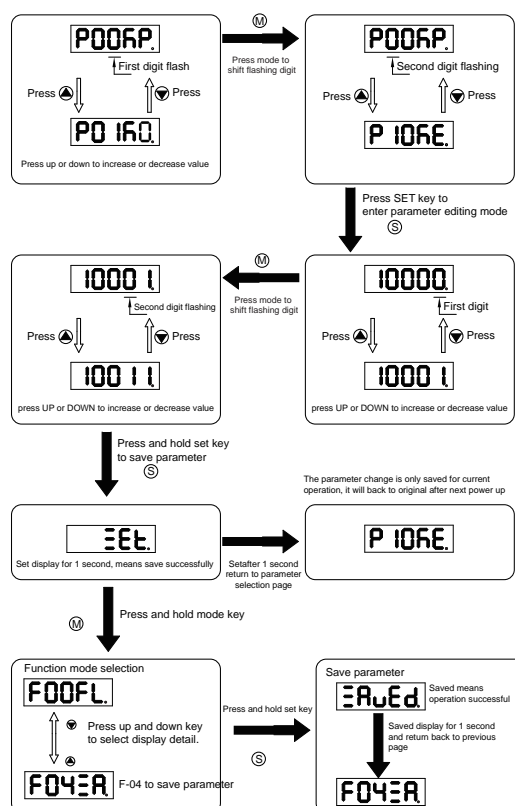 P00AP.
First digit flash
Press
Press
P01A0.
Press up or down to increase or decrease value
M
Press mode to
shift flashing digit
P00AP.
Second digit flashing
Press
Press
P 10AE.
Press SET key to
enter parameter editing mode
S
10000.
First digit
Press
Press
10001.
press UP or DOWN to increase or decrease value
M
Press mode to
shift flashing digit
10001.
Second digit flashing
Press
Press
10011.
press UP or DOWN to increase or decrease value
Press and hold set key
to save parameter
S
The parameter change is only saved for current
operation, it will back to original after next power up
SEt.
Set display for 1 second, means save successfully
Setafter 1 second
return to parameter
selection page
P 10AE.
M
Press and hold mode key
Function mode selection
F00FL.
Press up and down key
to select display detail.
F04SA.
F-04 to save parameter
Press and hold set key
S
Save parameter
SAvEd.
Saved means
operation successful
Saved display for 1 second
and return back to previous
page
F04SA.